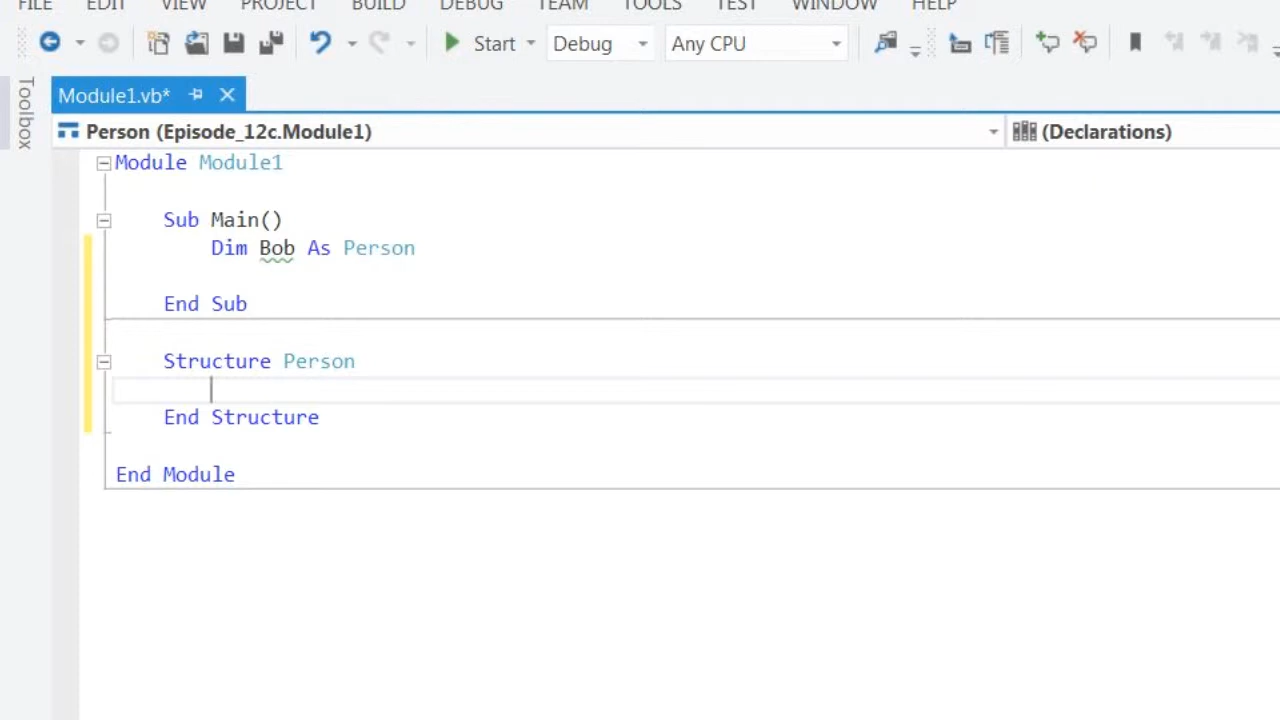 FILE EDIT VIEW PROJECT BUILD DEBUG TEAM TOOLS TEST WINDOW HELP
Start Debug Any CPU
Toolbox
Module1.vb*
Person (Episode_12c.Module1) (Declarations)
Module Module1
Sub Main()
Dim Bob As Person
End Sub
Structure Person
End Structure
End Module